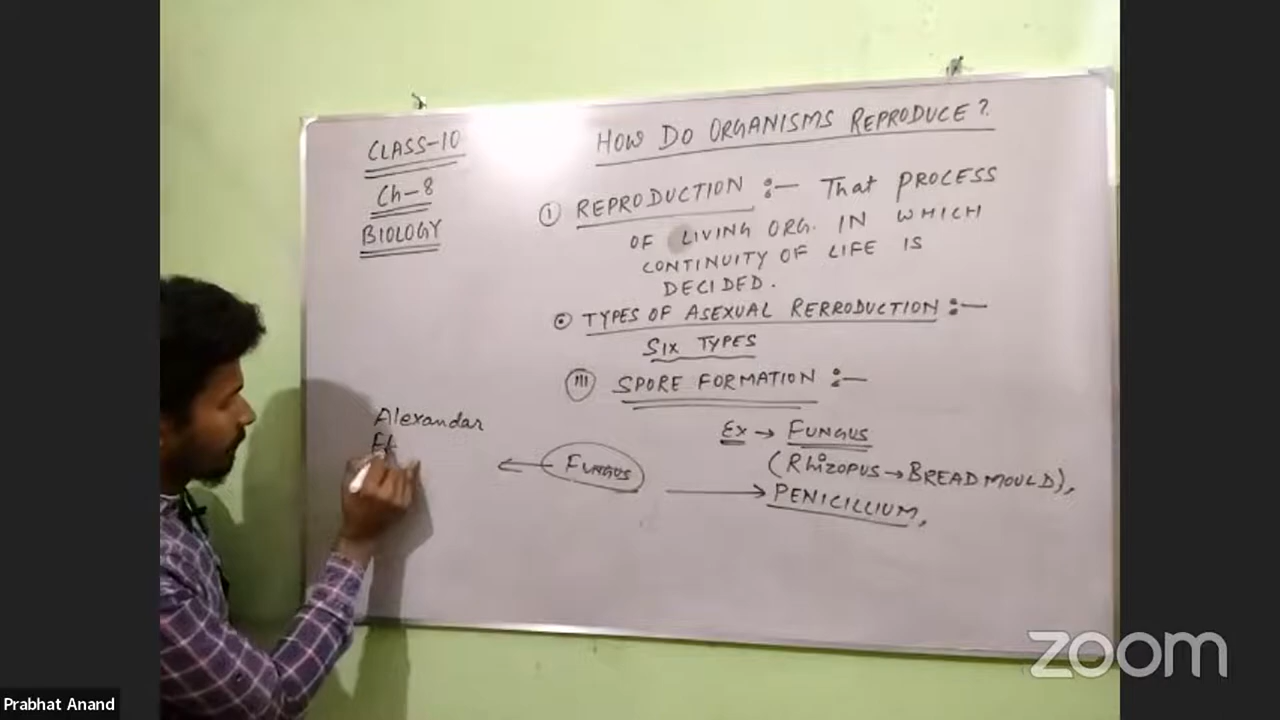 CLASS-10
Ch-8
BIOLOGY
HOW DO ORGANISMS REPRODUCE?
I REPRODUCTION :— That PROCESS
OF LIVING ORG. IN WHICH
CONTINUITY OF LIFE IS
DECIDED.
TYPES OF ASEXUAL RERRODUCTION :—
SIX TYPES
III SPORE FORMATION :—
Ex → FUNGUS
(RhIZOPUS → BREAD MOULD),
PENICILLIUM,
FUNGUS
Alexandar
Fl
zoom
Prabhat Anand